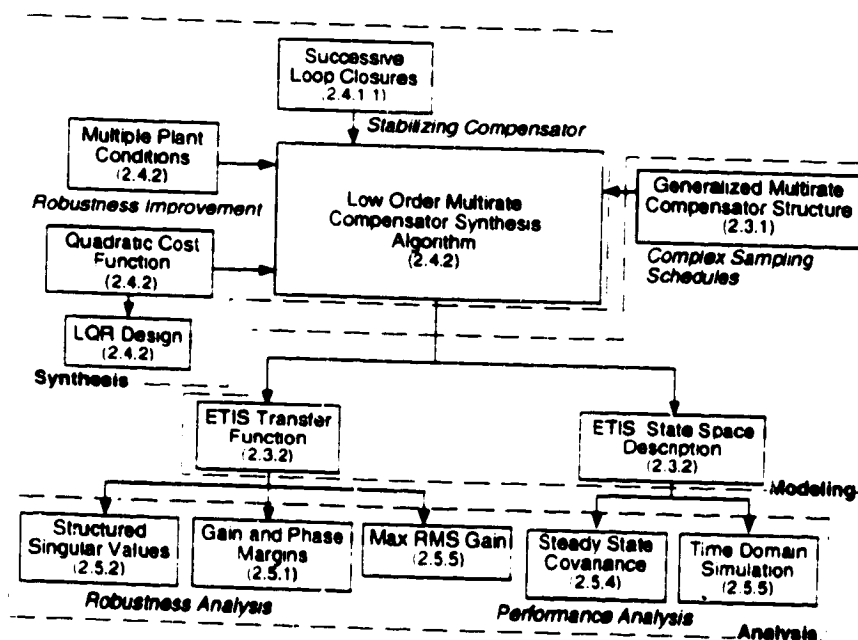 Successive
Loop Closures
(2.4.1.1)
Stabilizing Compensator
Multiple Plant
Conditions
(2.4.2)
Robustness Improvement
Low Order Multirate
Compensator Synthesis
Algorithm
(2.4.2)
Generalized Multirate
Compensator Structure
(2.3.1)
Complex Sampling
Schedules
Quadratic Cost
Function
(2.4.2)
LQR Design
(2.4.2)
Synthesis
ETIS Transfer
Function
(2.3.2)
ETIS State Space
Description
(2.3.2)
Modeling
Structured
Singular Values
(2.5.2)
Gain and Phase
Margins
(2.5.1)
Max RMS Gain
(2.5.5)
Steady State
Covariance
(2.5.4)
Time Domain
Simulation
(2.5.5)
Robustness Analysis
Performance Analysis
Analysis